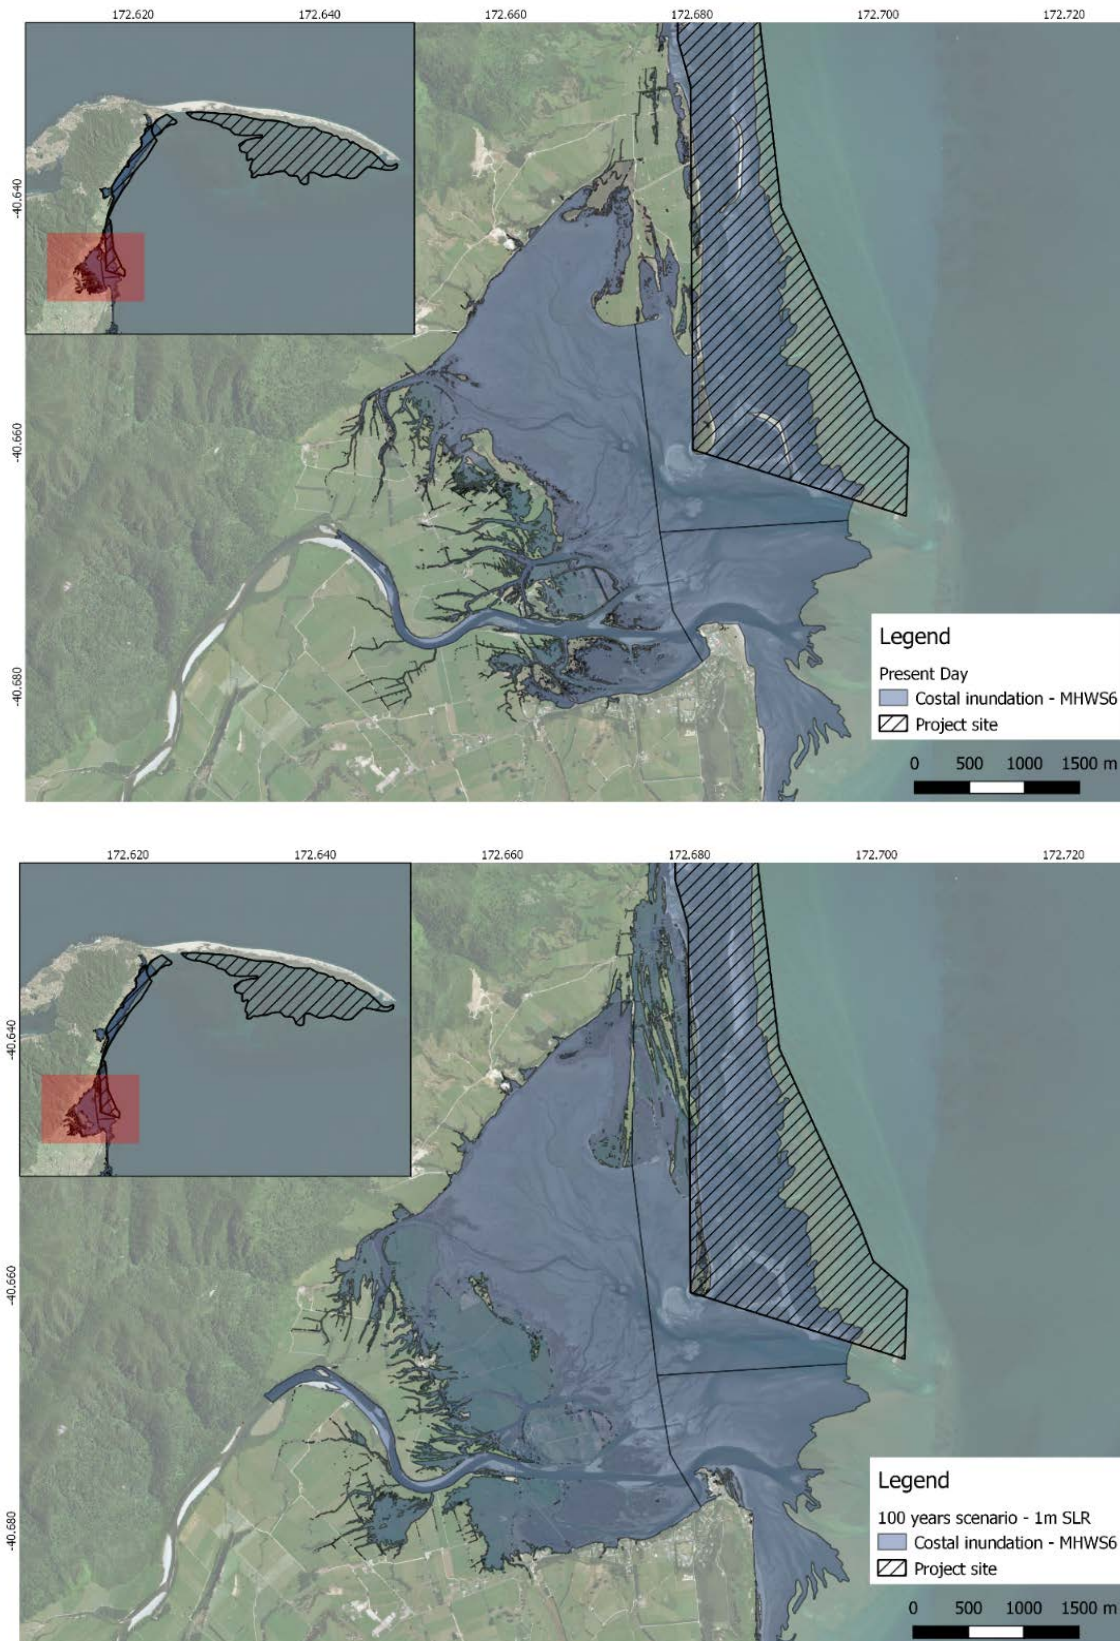 172.620 172.640 172.660 172.680 172.700 172.720
-40.640
-40.660
-40.680
Legend
Present Day
Costal inundation - MHWS6
Project site
0 500 1000 1500 m
172.620 172.640 172.660 172.680 172.700 172.720
-40.640
-40.660
-40.680
Legend
100 years scenario - 1m SLR
Costal inundation - MHWS6
Project site
0 500 1000 1500 m